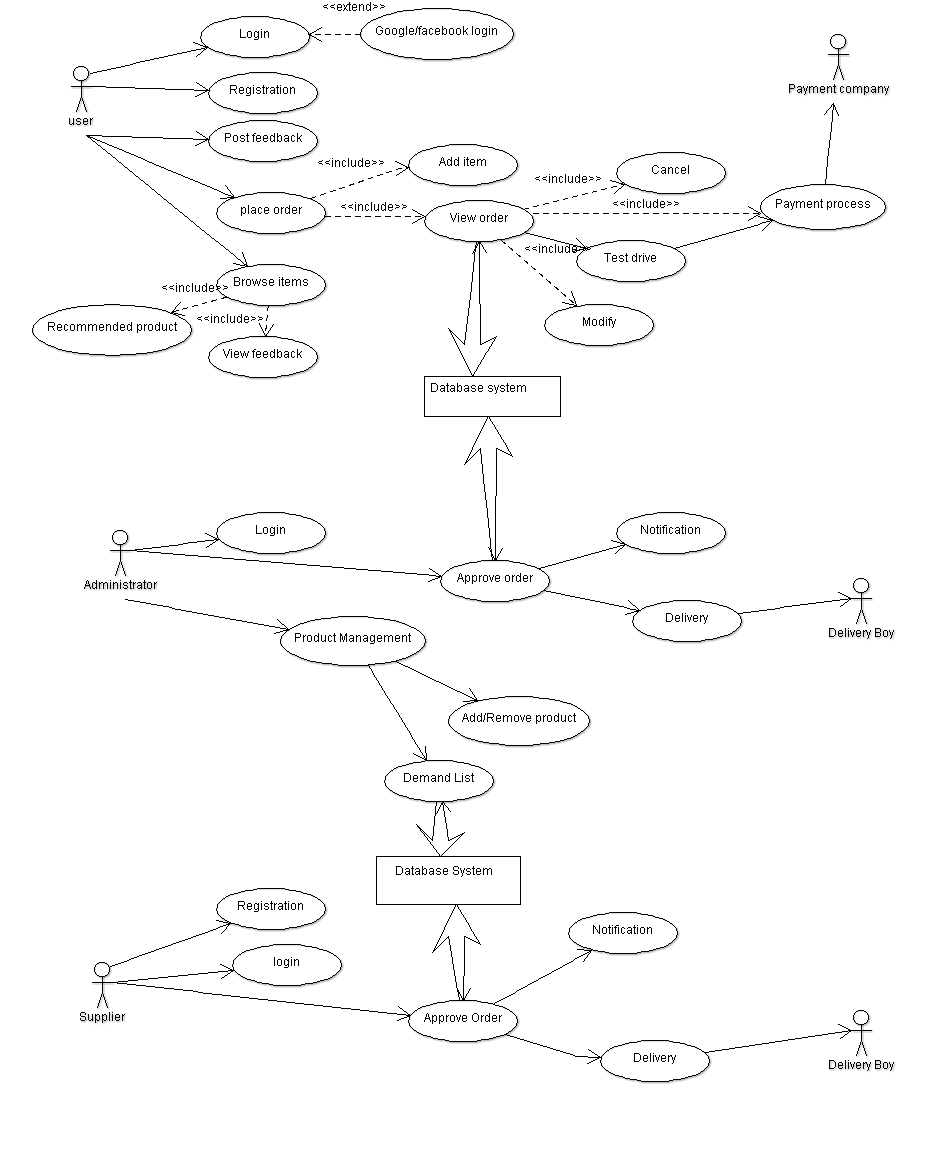 <<extend>>
Login
Google/facebook login
Payment company
user
Registration
Post feedback
<<include>>
Add item
<<include>>
Cancel
place order
<<include>>
View order
<<include>>
Payment process
<<include>>
Test drive
<<include>>
Browse items
Recommended product
<<include>>
View feedback
Modify
Database system
Login
Notification
Administrator
Approve order
Delivery
Delivery Boy
Product Management
Add/Remove product
Demand List
Database System
Registration
Notification
login
Supplier
Approve Order
Delivery
Delivery Boy